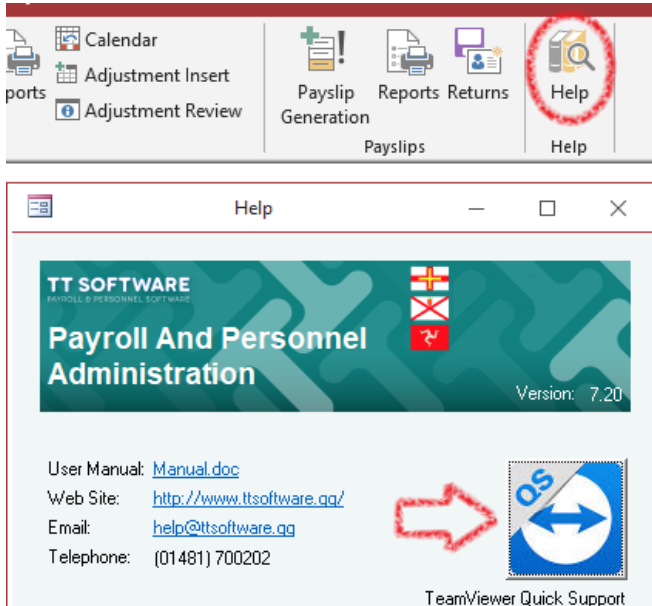 Calendar
ports
Adjustment Insert
Adjustment Review
Payslip
Generation
Reports
Returns
Help
Payslips
Help
Help
TT SOFTWARE
PAYROLL & PERSONNEL SOFTWARE
Payroll And Personnel
Administration
Version: 7.20
User Manual: Manual.doc
Web Site: http://www.ttsoftware.gg/
Email: help@ttsoftware.gg
Telephone: (01481) 700202
QS
TeamViewer Quick Support